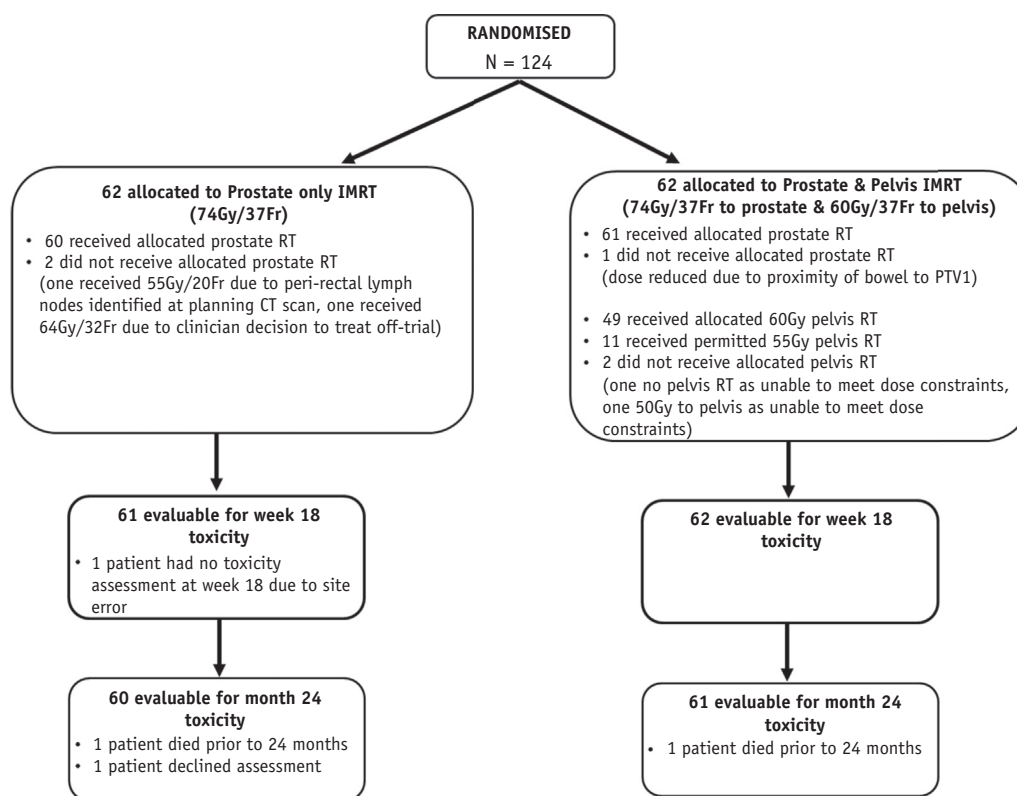 RANDOMISED
N = 124
62 allocated to Prostate only IMRT
(74Gy/37Fr)
• 60 received allocated prostate RT
• 2 did not receive allocated prostate RT
(one received 55Gy/20Fr due to peri-rectal lymph
nodes identified at planning CT scan, one received
64Gy/32Fr due to clinician decision to treat off-trial)
62 allocated to Prostate & Pelvis IMRT
(74Gy/37Fr to prostate & 60Gy/37Fr to pelvis)
• 61 received allocated prostate RT
• 1 did not receive allocated prostate RT
(dose reduced due to proximity of bowel to PTV1)
• 49 received allocated 60Gy pelvis RT
• 11 received permitted 55Gy pelvis RT
• 2 did not receive allocated pelvis RT
(one no pelvis RT as unable to meet dose constraints,
one 50Gy to pelvis as unable to meet dose
constraints)
61 evaluable for week 18
toxicity
• 1 patient had no toxicity
assessment at week 18 due to site
error
62 evaluable for week 18
toxicity
60 evaluable for month 24
toxicity
• 1 patient died prior to 24 months
• 1 patient declined assessment
61 evaluable for month 24
toxicity
• 1 patient died prior to 24 months